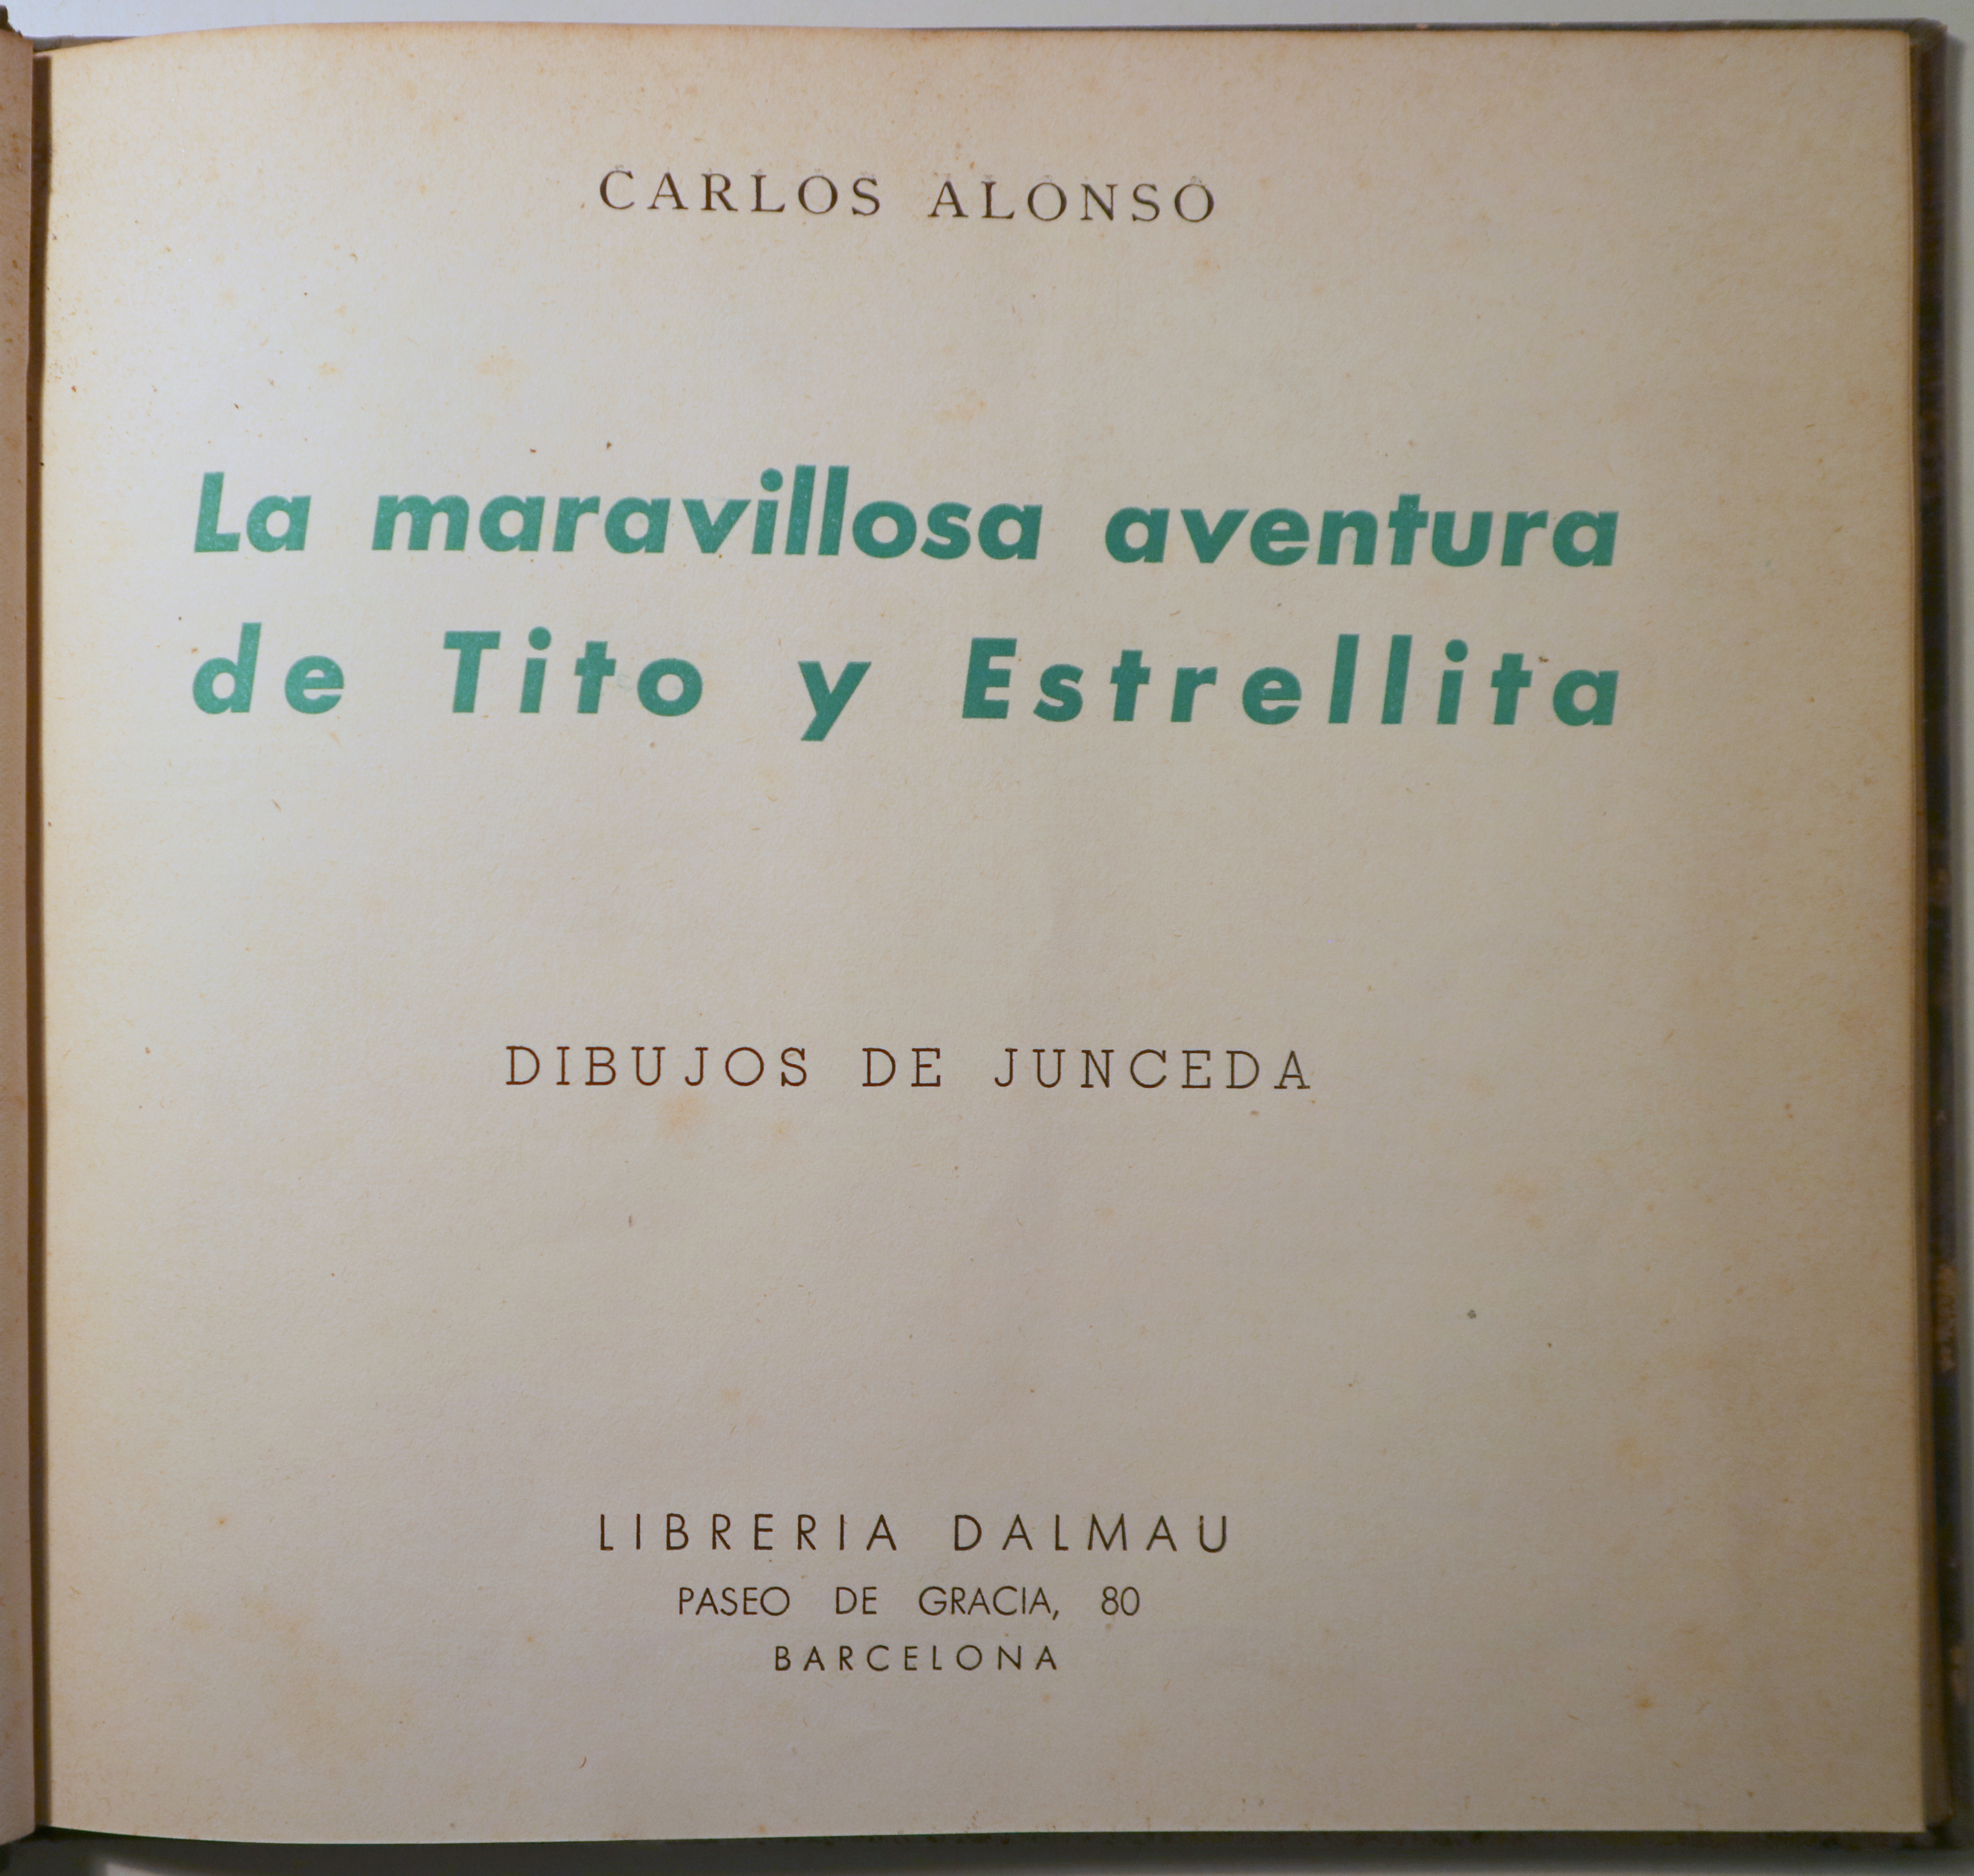 CARLOS ALONSO
La maravillosa aventura
de Tito y Estrellita
DIBUJOS DE JUNCEDA
LIBRERIA DALMAU
PASEO DE GRACIA, 80
BARCELONA